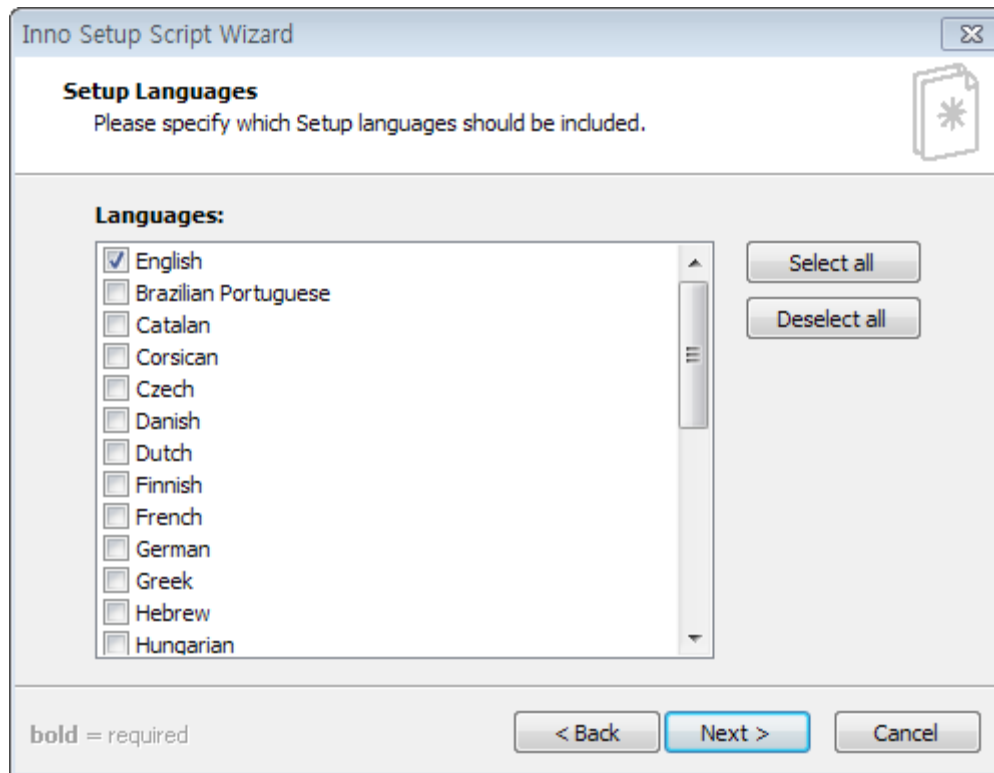 Inno Setup Script Wizard
Setup Languages
Please specify which Setup languages should be included.
Languages:
English
Brazilian Portuguese
Catalan
Corsican
Czech
Danish
Dutch
Finnish
French
German
Greek
Hebrew
Hungarian
Select all
Deselect all
bold = required
< Back
Next >
Cancel